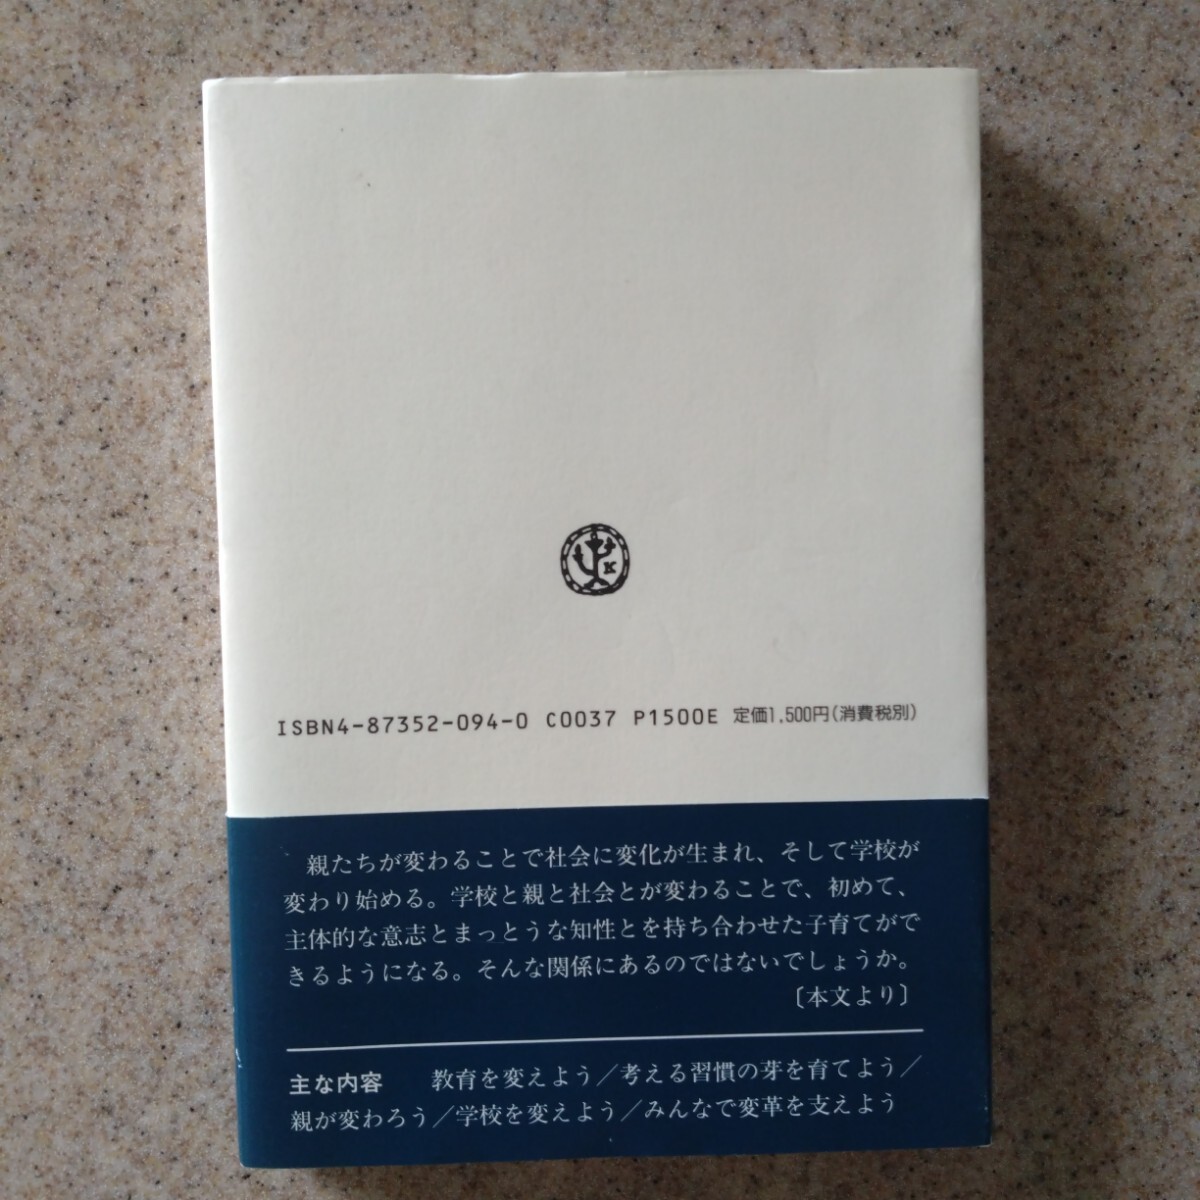 K
ISBN4-87352-094-0 C0037 P1500E 定価1,500円(消費税別)
親たちが変わることで社会に変化が生まれ、そして学校が
変わり始める。学校と親と社会とが変わることで、初めて、
主体的な意志とまっとうな知性とを持ち合わせた子育てがで
きるようになる。そんな関係にあるのではないでしょうか。
〔本文より〕
主な内容 教育を変えよう／考える習慣の芽を育てよう／
親が変わろう／学校を変えよう／みんなで変革を支えよう